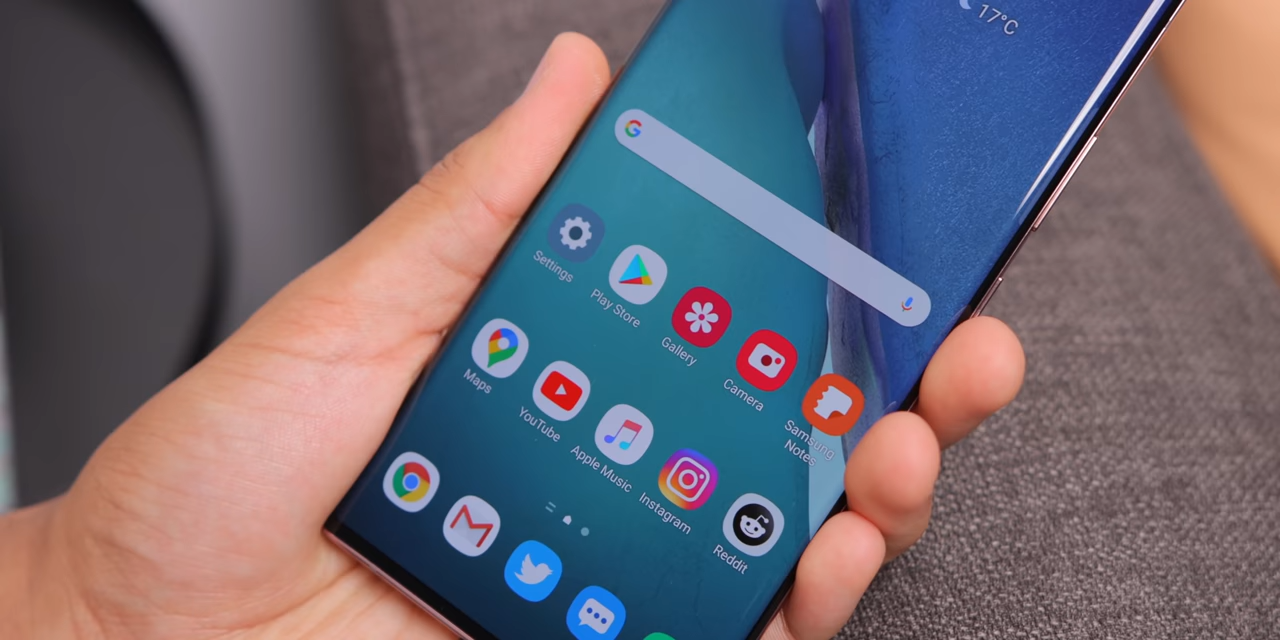 17°C
G
Settings
Play Store
Gallery
Camera
Samsung
Notes
Maps
YouTube
Apple Music
Instagram
Reddit